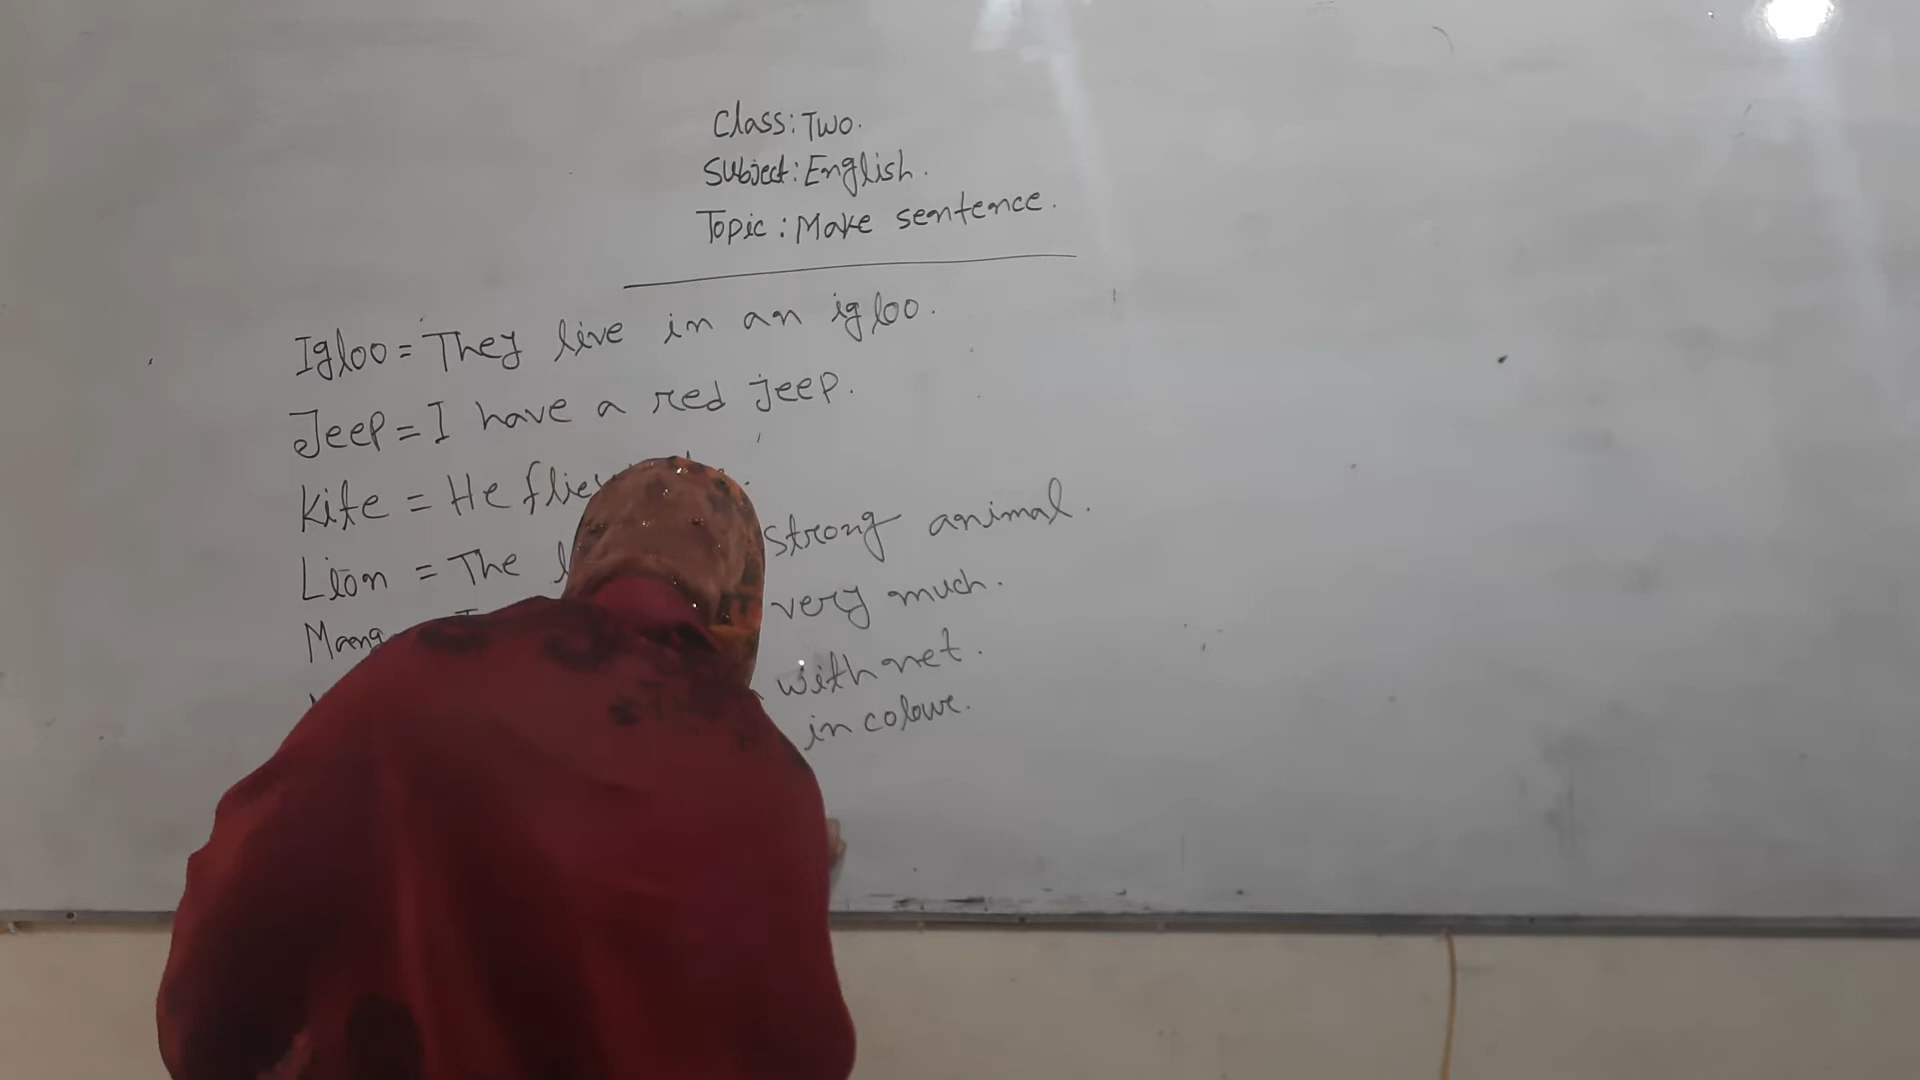 Class: Two.
Subject: English.
Topic: Make sentence.
Igloo = They live in an igloo.
Jeep = I have a red jeep.
Kite = He flies
Lion = The strong animal.
very much.
with net.
in colour.